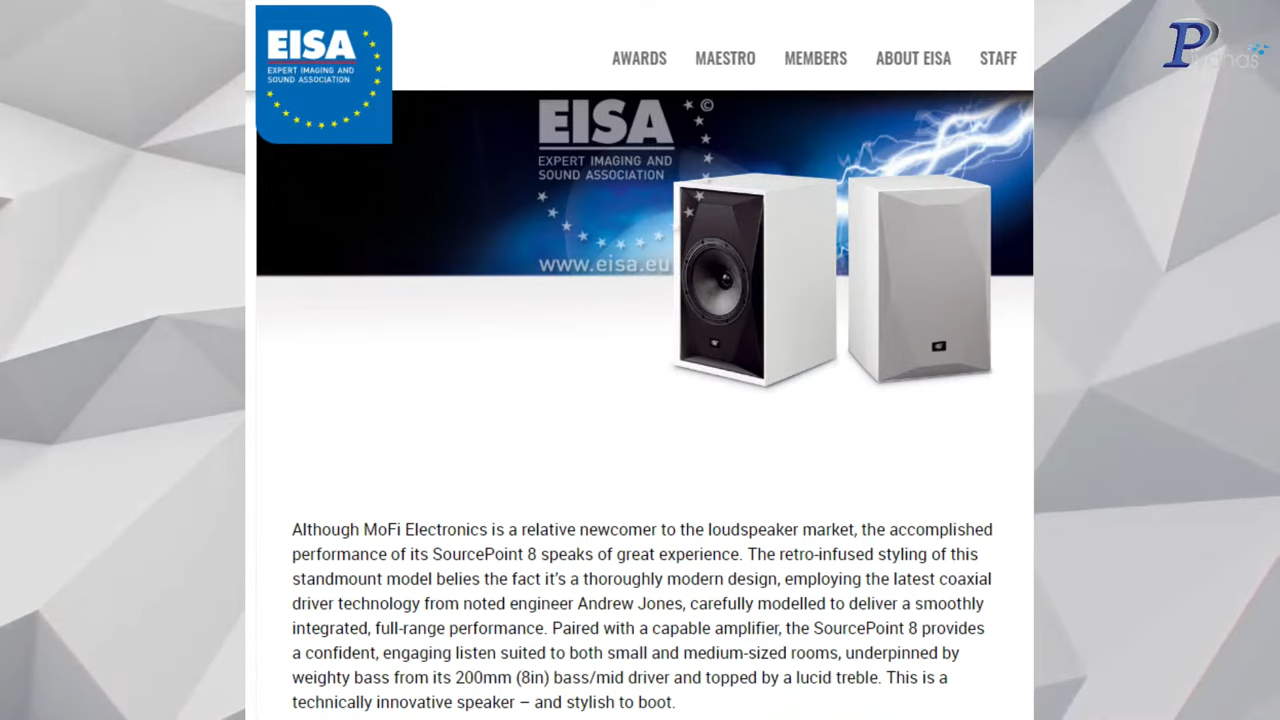 EISA
EXPERT IMAGING AND
SOUND ASSOCIATION
AWARDS MAESTRO MEMBERS ABOUT EISA STAFF
EISA ©
EXPERT IMAGING AND
SOUND ASSOCIATION
www.eisa.eu
Although MoFi Electronics is a relative newcomer to the loudspeaker market, the accomplished
performance of its SourcePoint 8 speaks of great experience. The retro-infused styling of this
standmount model belies the fact it’s a thoroughly modern design, employing the latest coaxial
driver technology from noted engineer Andrew Jones, carefully modelled to deliver a smoothly
integrated, full-range performance. Paired with a capable amplifier, the SourcePoint 8 provides
a confident, engaging listen suited to both small and medium-sized rooms, underpinned by
weighty bass from its 200mm (8in) bass/mid driver and topped by a lucid treble. This is a
technically innovative speaker – and stylish to boot.